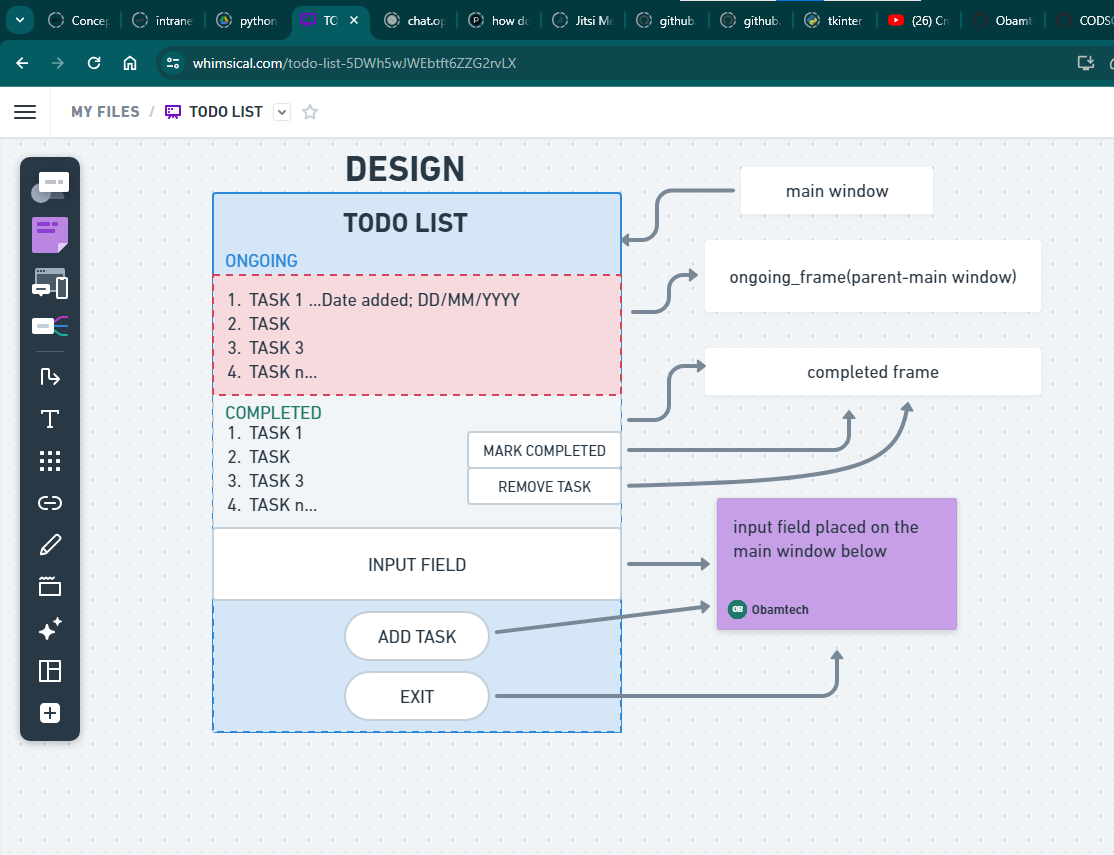 Concep
intrane
python
TO
chat.op
how do
Jitsi Me
github.
github.
tkinter
(26) Cr
Obamt
CODSO
whimsical.com/todo-list-5DWh5wJWEbtft6ZZG2rvLX
MY FILES / TODO LIST
DESIGN
TODO LIST
ONGOING
1. TASK 1 ...Date added; DD/MM/YYYY
2. TASK
3. TASK 3
4. TASK n...
COMPLETED
1. TASK 1
2. TASK
3. TASK 3
4. TASK n...
MARK COMPLETED
REMOVE TASK
INPUT FIELD
ADD TASK
EXIT
main window
ongoing_frame(parent-main window)
completed frame
input field placed on the
main window below
OB Obamtech